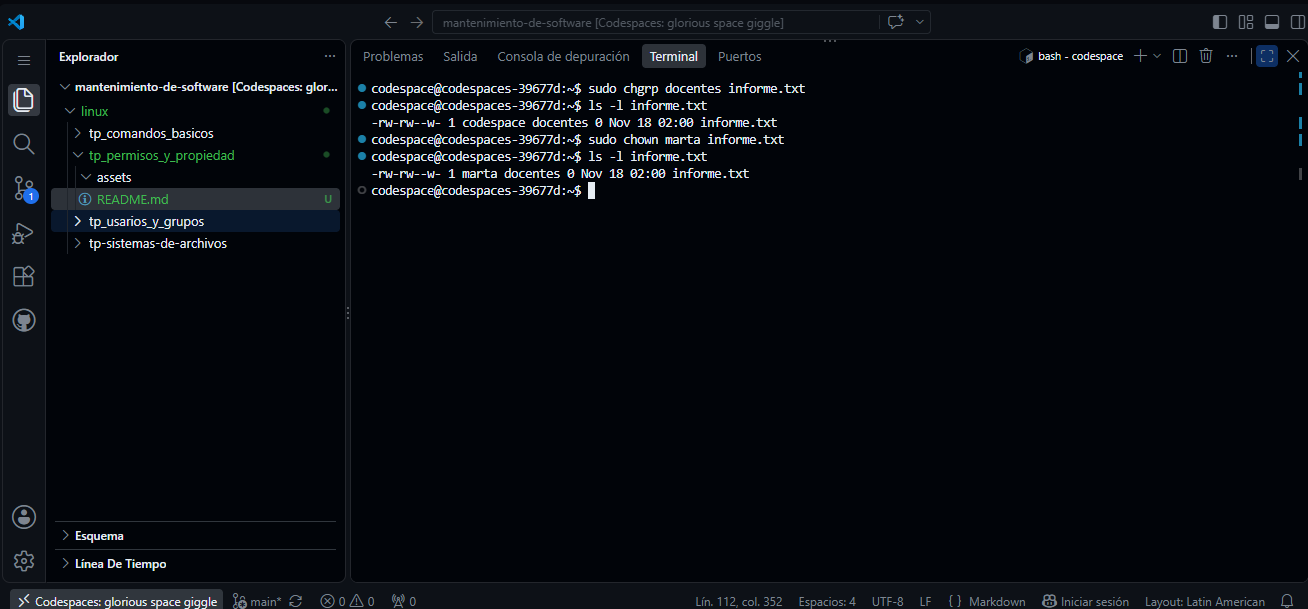 mantenimiento-de-software [Codespaces: glorious space giggle]
Explorador
mantenimiento-de-software [Codespaces: glor...
linux
tp_comandos_basicos
tp_permisos_y_propiedad
assets
README.md U
tp_usarios_y_grupos
tp-sistemas-de-archivos
1
Esquema
Línea De Tiempo
Problemas Salida Consola de depuración Terminal Puertos
bash - codespace
codespace@codespaces-39677d:~$ sudo chgrp docentes informe.txt
codespace@codespaces-39677d:~$ ls -l informe.txt
-rw-rw--w- 1 codespace docentes 0 Nov 18 02:00 informe.txt
codespace@codespaces-39677d:~$ sudo chown marta informe.txt
codespace@codespaces-39677d:~$ ls -l informe.txt
-rw-rw--w- 1 marta docentes 0 Nov 18 02:00 informe.txt
codespace@codespaces-39677d:~$
Codespaces: glorious space giggle main* 0 0 0 Lín. 112, col. 352 Espacios: 4 UTF-8 LF { } Markdown Iniciar sesión Layout: Latin American